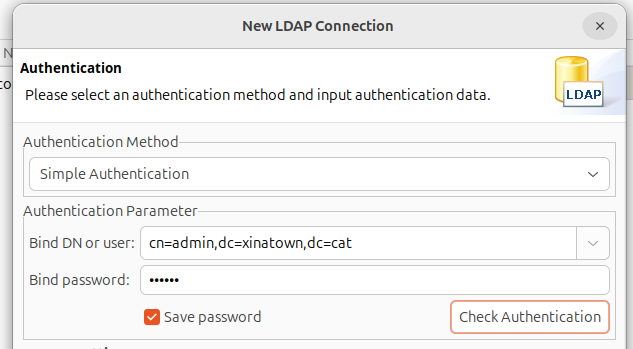 New LDAP Connection
Authentication
Please select an authentication method and input authentication data.
LDAP
Authentication Method
Simple Authentication
Authentication Parameter
Bind DN or user: cn=admin,dc=xinatown,dc=cat
Bind password: ••••••
Save password Check Authentication